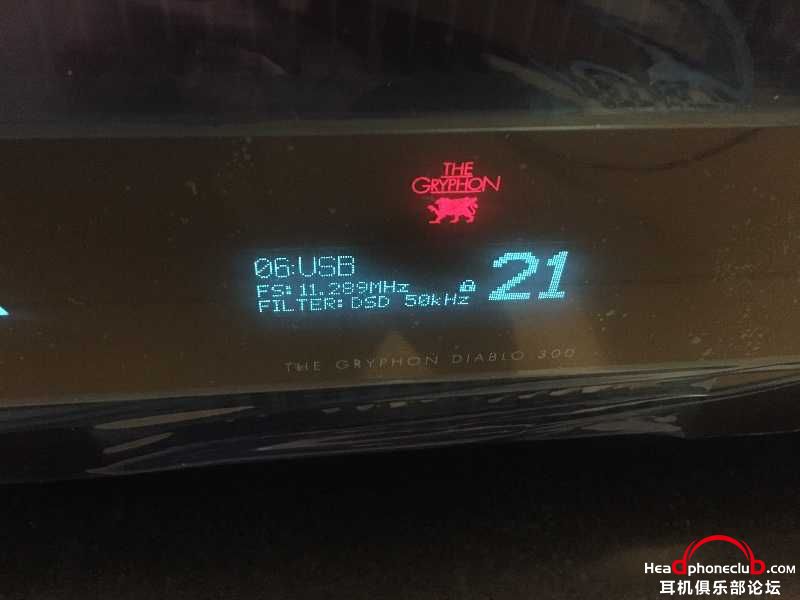 THE
GRYPHON
06:USB
FS: 11.289MHz
FILTER: DSD 50kHz
21
THE GRYPHON DIABLO 300
Headphoneclub.com
耳机俱乐部论坛